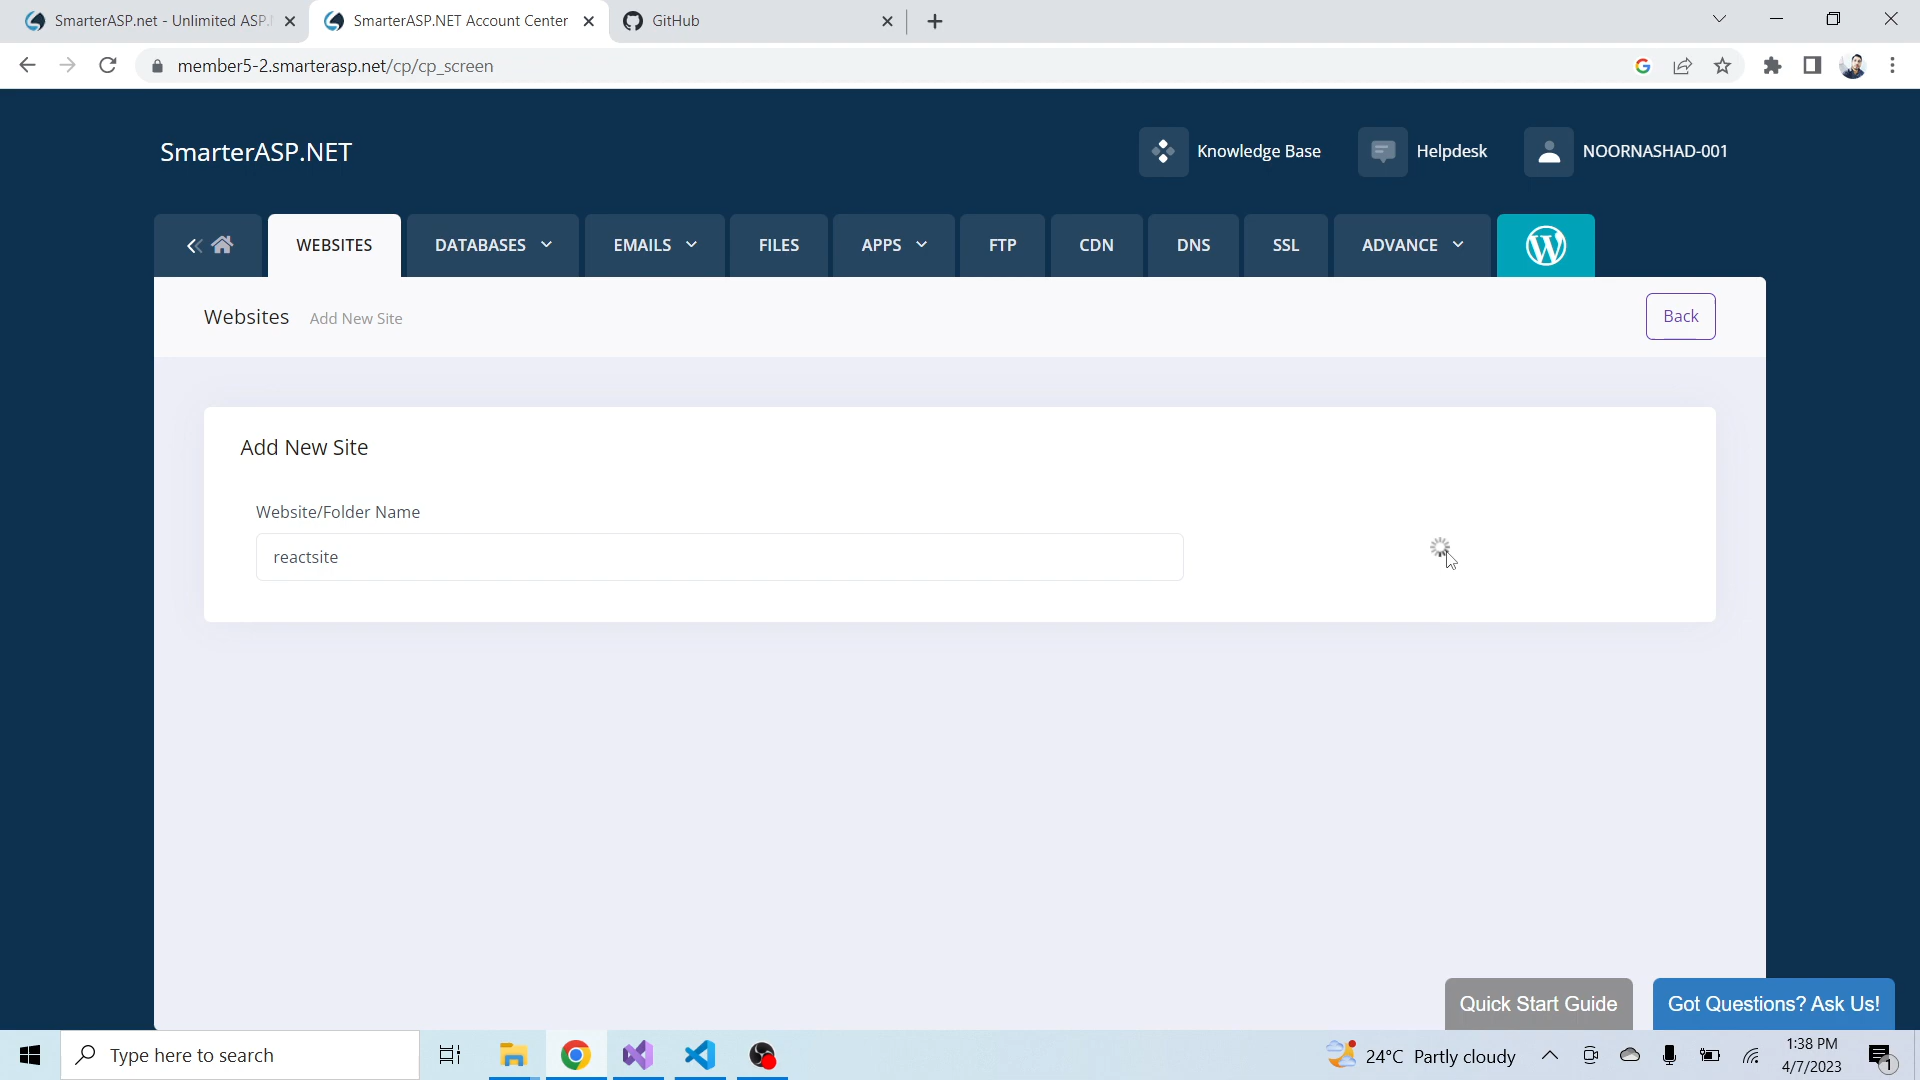 SmarterASP.net - Unlimited ASP.
SmarterASP.NET Account Center
GitHub
member5-2.smarterasp.net/cp/cp_screen
SmarterASP.NET
Knowledge Base
Helpdesk
NOORNASHAD-001
WEBSITES
DATABASES
EMAILS
FILES
APPS
FTP
CDN
DNS
SSL
ADVANCE
Websites Add New Site
Back
Add New Site
Website/Folder Name
reactsite
Quick Start Guide
Got Questions? Ask Us!
Type here to search
24°C Partly cloudy
1:38 PM
4/7/2023
1